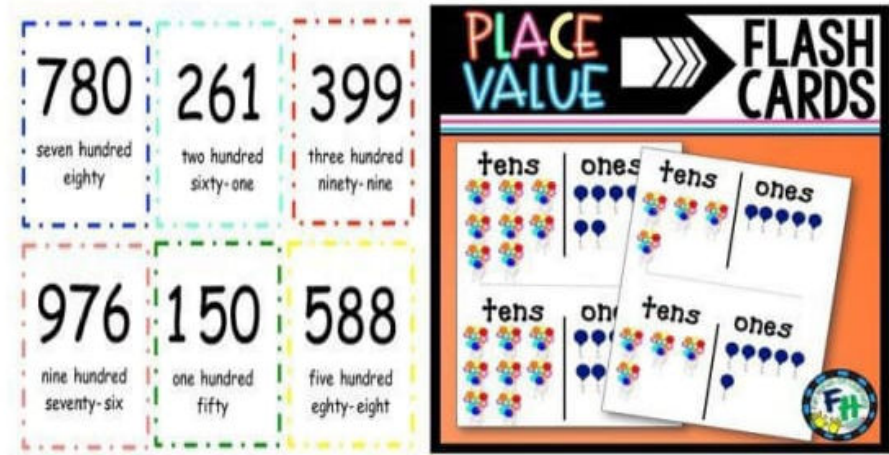 780
seven hundred
eighty
261
two hundred
sixty-one
399
three hundred
ninety-nine
976
nine hundred
seventy-six
150
one hundred
fifty
588
five hundred
eghty-eight
PLACE
VALUE
FLASH
CARDS
tens
ones
tens
ones
tens
on
tens
ones
FH